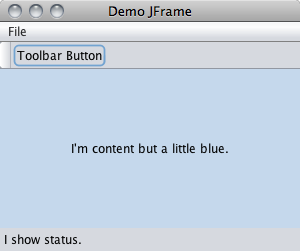 Demo JFrame
File
Toolbar Button
I'm content but a little blue.
I show status.